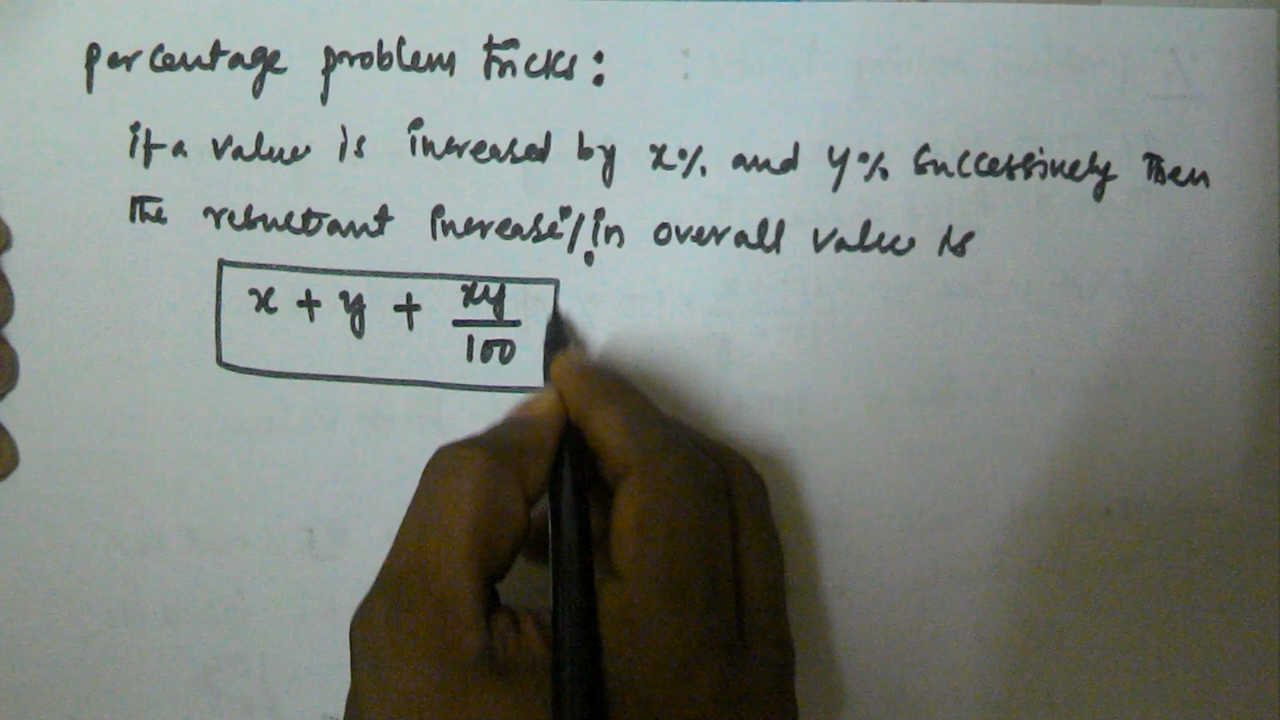 percentage problem tricks:
if a value is increased by x% and y% successively then
the resultant increase/in overall value is
x + y + xy/100